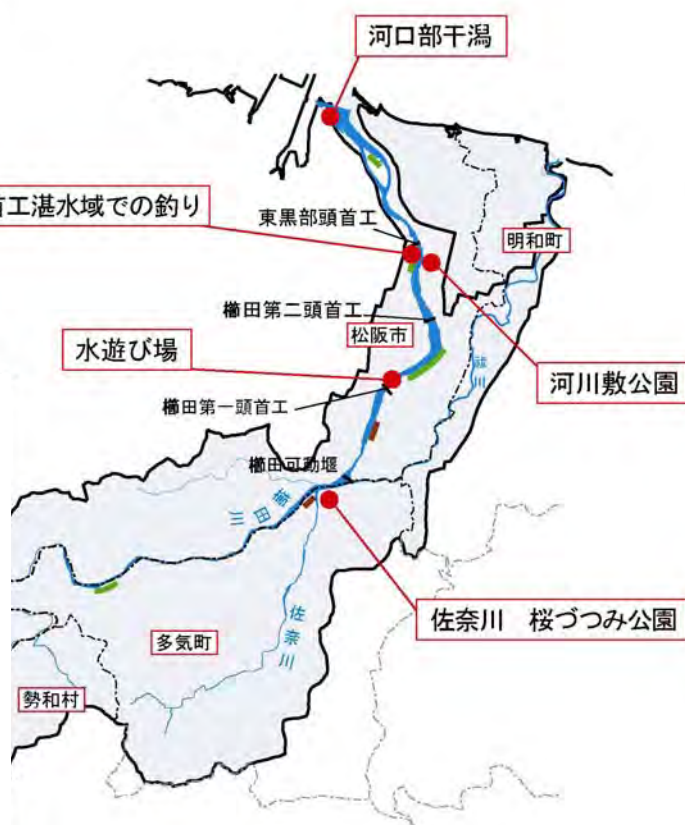 河口部干潟
首工湛水域での釣り
東黒部頭首工
明和町
櫛田第二頭首工
松阪市
水遊び場
祓川
河川敷公園
櫛田第一頭首工
櫛田可動堰
櫛田川
佐奈川 桜づつみ公園
佐奈川
多気町
勢和村